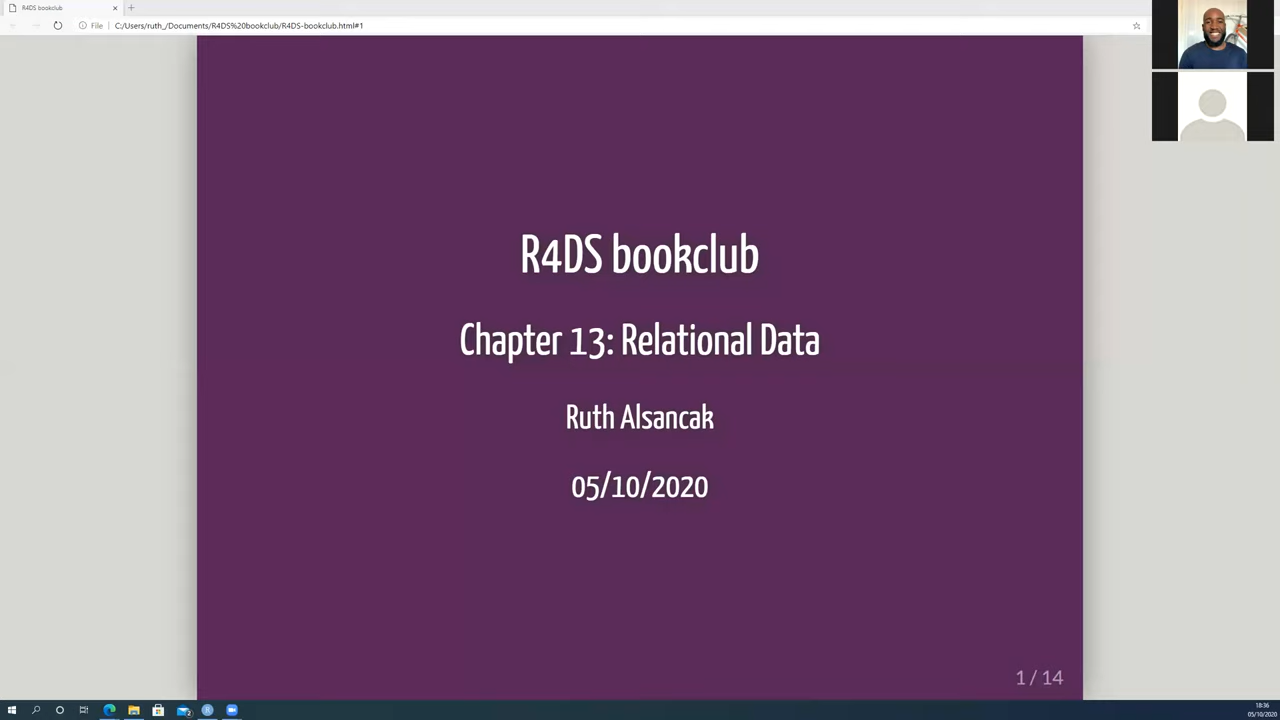 R4DS bookclub
File
C:/Users/ruth_/Documents/R4DS%20bookclub/R4DS-bookclub.html#1
R4DS bookclub
Chapter 13: Relational Data
Ruth Alsancak
05/10/2020
1 / 14
18:36
05/10/2020